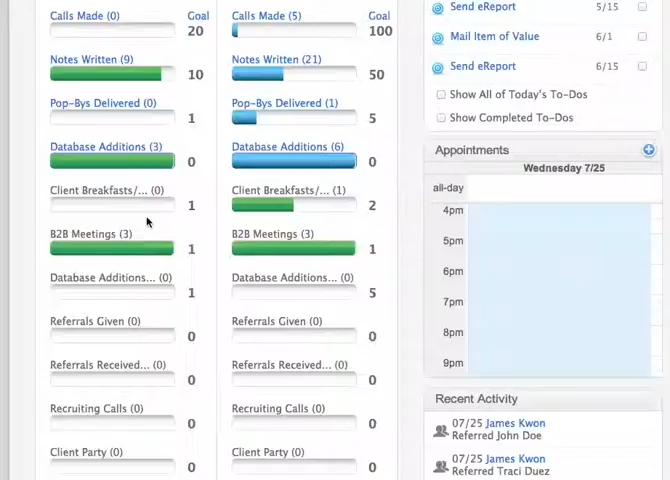 Calls Made (0) Goal
20
Notes Written (9)
10
Pop-Bys Delivered (0)
1
Database Additions (3)
0
Client Breakfasts/... (0)
1
B2B Meetings (3)
1
Database Additions... (0)
1
Referrals Given (0)
0
Referrals Received... (0)
0
Recruiting Calls (0)
0
Client Party (0)
0
Calls Made (5) Goal
100
Notes Written (21)
50
Pop-Bys Delivered (1)
5
Database Additions (6)
0
Client Breakfasts/... (1)
2
B2B Meetings (3)
1
Database Additions... (0)
5
Referrals Given (0)
0
Referrals Received... (0)
0
Recruiting Calls (0)
0
Client Party (0)
0
Send eReport 5/15
Mail Item of Value 6/1
Send eReport 6/15
Show All of Today's To-Dos
Show Completed To-Dos
Appointments
Wednesday 7/25
all-day
4pm
5pm
6pm
7pm
8pm
9pm
Recent Activity
07/25 James Kwon
Referred John Doe
07/25 James Kwon
Referred Traci Duez